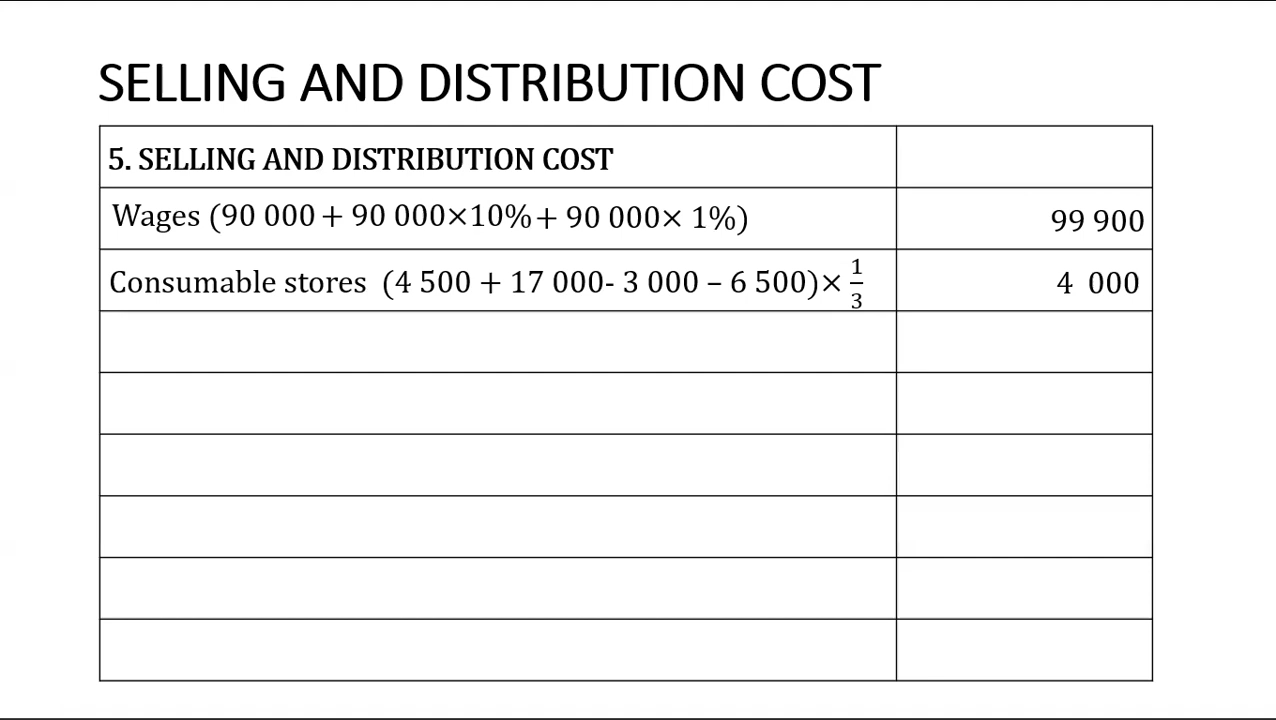 SELLING AND DISTRIBUTION COST
5. SELLING AND DISTRIBUTION COST
Wages (90 000 + 90 000×10% + 90 000× 1%) 99 900
Consumable stores (4 500 + 17 000- 3 000 – 6 500)× 1/3 4 000